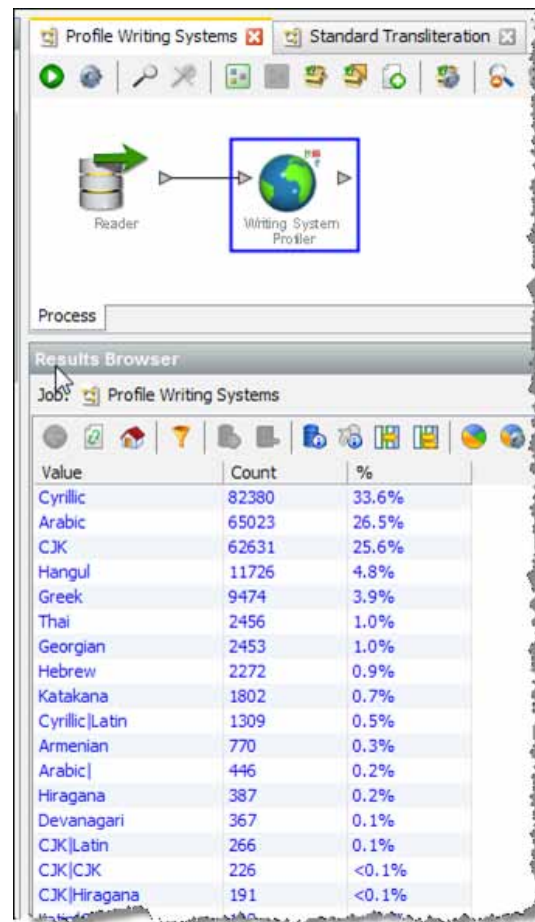 Profile Writing Systems Standard Transliteration
Reader
Writing System
Profiler
Process
Results Browser
Job: Profile Writing Systems
Value Count %
Cyrillic 82380 33.6%
Arabic 65023 26.5%
CJK 62631 25.6%
Hangul 11726 4.8%
Greek 9474 3.9%
Thai 2456 1.0%
Georgian 2453 1.0%
Hebrew 2272 0.9%
Katakana 1802 0.7%
Cyrillic|Latin 1309 0.5%
Armenian 770 0.3%
Arabic| 446 0.2%
Hiragana 387 0.2%
Devanagari 367 0.1%
CJK|Latin 266 0.1%
CJK|CJK 226 <0.1%
CJK|Hiragana 191 <0.1%